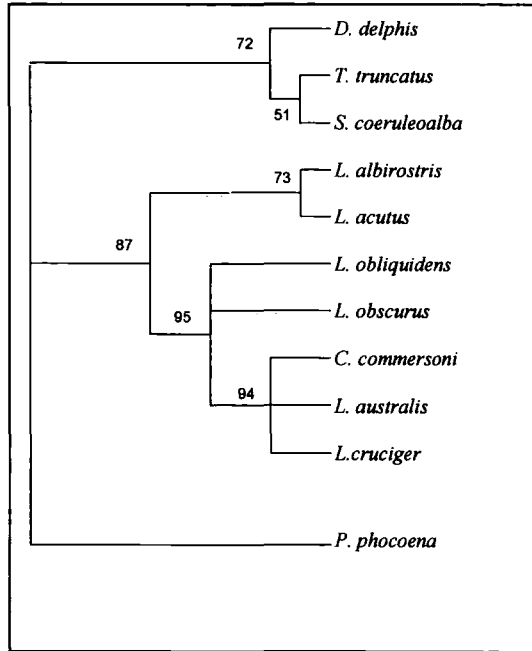 72
D. delphis
T. truncatus
51
S. coeruleoalba
L. albirostris
73
L. acutus
87
L. obliquidens
95
L. obscurus
C. commersoni
94
L. australis
L.cruciger
P. phocoena